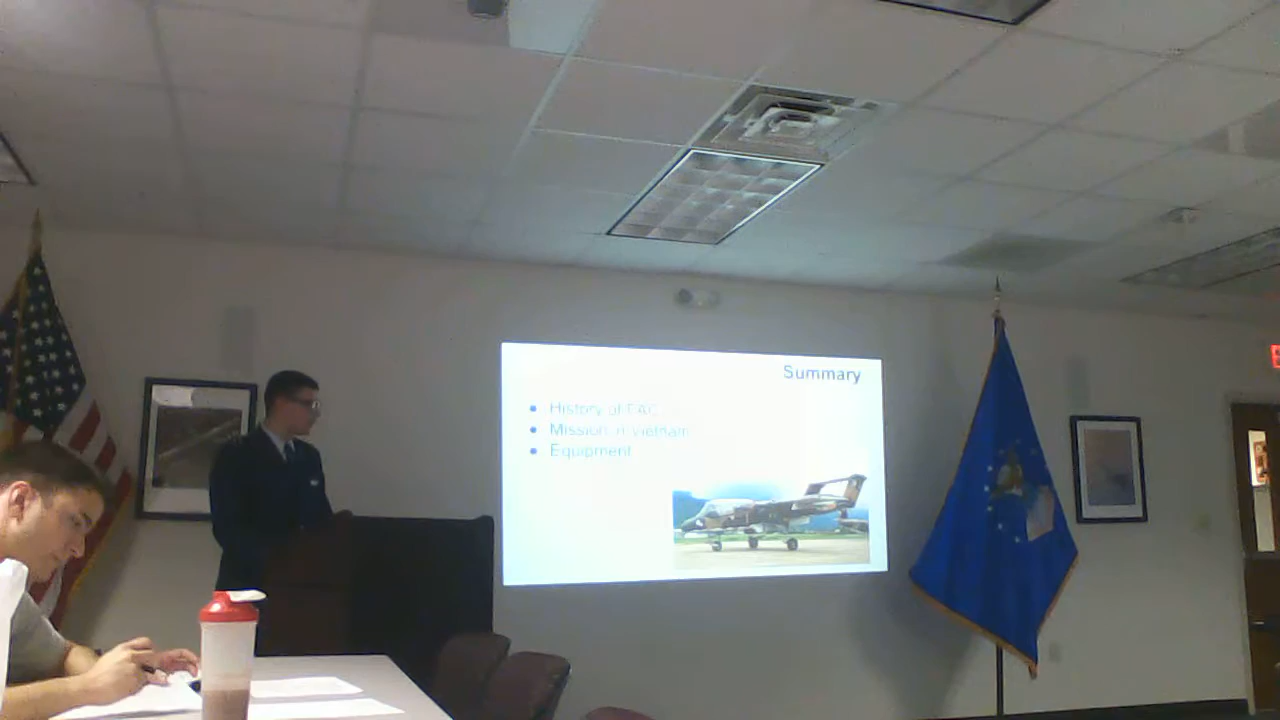 Summary
History of FAC
Mission in Vietnam
Equipment
E